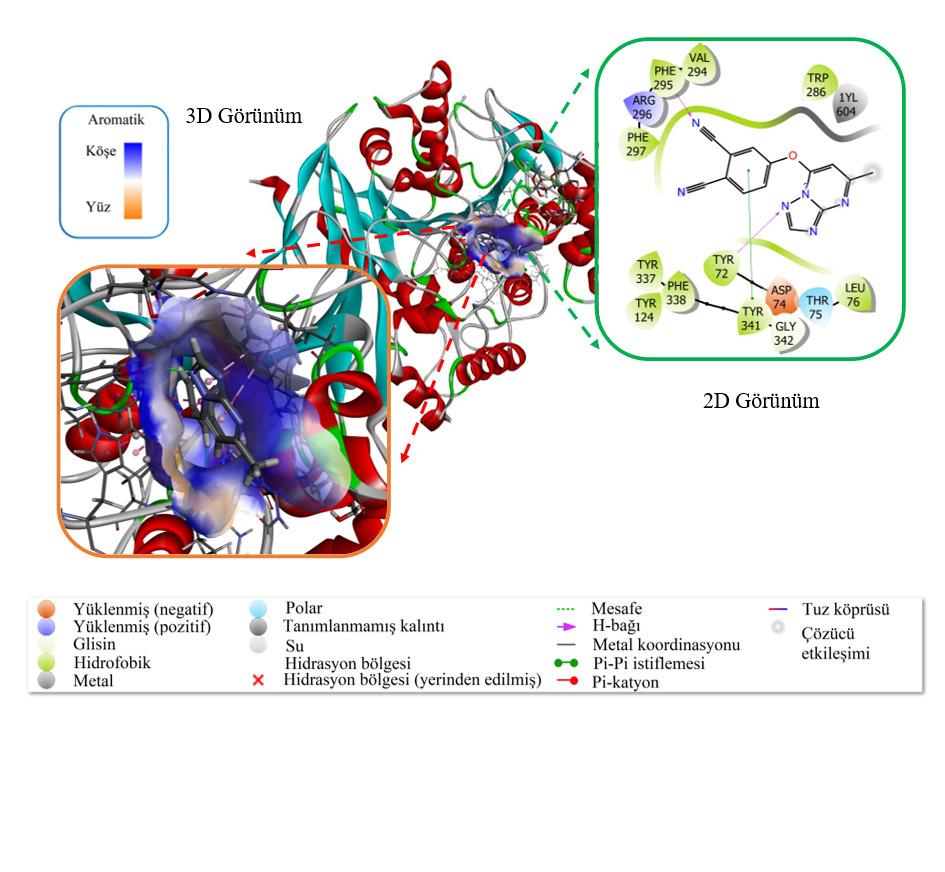 3D Görünüm
Aromatik
Köşe
Yüz
VAL
294
PHE
295
ARG
296
PHE
297
TRP
286
1YL
604
N
N
O
N
N
N
N
TYR
72
TYR
337
PHE
338
TYR
124
TYR
341
ASP
74
GLY
342
THR
75
LEU
76
2D Görünüm
Yüklenmiş (negatif)
Yüklenmiş (pozitif)
Glisin
Hidrofobik
Metal
Polar
Tanımlanmamış kalıntı
Su
Hidrasyon bölgesi
Hidrasyon bölgesi (yerinden edilmiş)
Mesafe
H-bağı
Metal koordinasyonu
Pi-Pi istiflemesi
Pi-katyon
Tuz köprüsü
Çözücü
etkileşimi